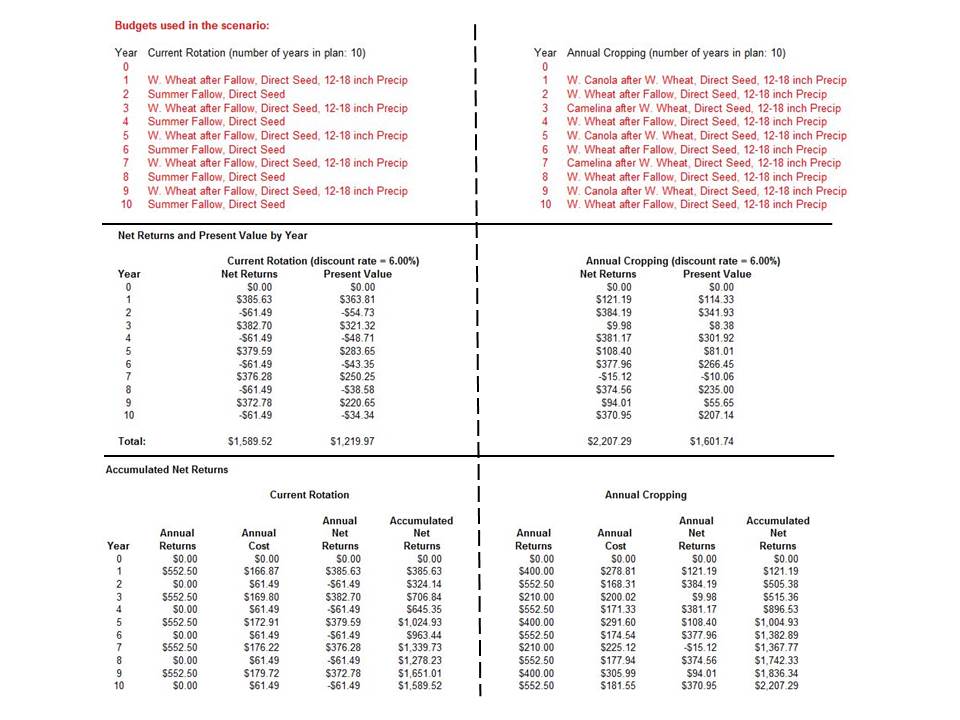 Budgets used in the scenario:
Year Current Rotation (number of years in plan: 10)
0
1 W. Wheat after Fallow, Direct Seed, 12-18 inch Precip
2 Summer Fallow, Direct Seed
3 W. Wheat after Fallow, Direct Seed, 12-18 inch Precip
4 Summer Fallow, Direct Seed
5 W. Wheat after Fallow, Direct Seed, 12-18 inch Precip
6 Summer Fallow, Direct Seed
7 W. Wheat after Fallow, Direct Seed, 12-18 inch Precip
8 Summer Fallow, Direct Seed
9 W. Wheat after Fallow, Direct Seed, 12-18 inch Precip
10 Summer Fallow, Direct Seed
Year Annual Cropping (number of years in plan: 10)
0
1 W. Canola after W. Wheat, Direct Seed, 12-18 inch Precip
2 W. Wheat after Fallow, Direct Seed, 12-18 inch Precip
3 Camelina after W. Wheat, Direct Seed, 12-18 inch Precip
4 W. Wheat after Fallow, Direct Seed, 12-18 inch Precip
5 W. Canola after W. Wheat, Direct Seed, 12-18 inch Precip
6 W. Wheat after Fallow, Direct Seed, 12-18 inch Precip
7 Camelina after W. Wheat, Direct Seed, 12-18 inch Precip
8 W. Wheat after Fallow, Direct Seed, 12-18 inch Precip
9 W. Canola after W. Wheat, Direct Seed, 12-18 inch Precip
10 W. Wheat after Fallow, Direct Seed, 12-18 inch Precip
Net Returns and Present Value by Year
Current Rotation (discount rate = 6.00%)
Year Net Returns Present Value
0 $0.00 $0.00
1 $385.63 $363.81
2 -$61.49 -$54.73
3 $382.70 $321.32
4 -$61.49 -$48.71
5 $379.59 $283.65
6 -$61.49 -$43.35
7 $376.28 $250.25
8 -$61.49 -$38.58
9 $372.78 $220.65
10 -$61.49 -$34.34
Total: $1,589.52 $1,219.97
Annual Cropping (discount rate = 6.00%)
Net Returns Present Value
$0.00 $0.00
$121.19 $114.33
$384.19 $341.93
$9.98 $8.38
$381.17 $301.92
$108.40 $81.01
$377.96 $266.45
-$15.12 -$10.06
$374.56 $235.00
$94.01 $55.65
$370.95 $207.14
$2,207.29 $1,601.74
Accumulated Net Returns
Current Rotation
Annual Accumulated
Annual Annual Net Net
Year Returns Cost Returns Returns
0 $0.00 $0.00 $0.00 $0.00
1 $552.50 $166.87 $385.63 $385.63
2 $0.00 $61.49 -$61.49 $324.14
3 $552.50 $169.80 $382.70 $706.84
4 $0.00 $61.49 -$61.49 $645.35
5 $552.50 $172.91 $379.59 $1,024.93
6 $0.00 $61.49 -$61.49 $963.44
7 $552.50 $176.22 $376.28 $1,339.73
8 $0.00 $61.49 -$61.49 $1,278.23
9 $552.50 $179.72 $372.78 $1,651.01
10 $0.00 $61.49 -$61.49 $1,589.52
Annual Cropping
Annual Accumulated
Annual Annual Net Net
Returns Cost Returns Returns
$0.00 $0.00 $0.00 $0.00
$400.00 $278.81 $121.19 $121.19
$552.50 $168.31 $384.19 $505.38
$210.00 $200.02 $9.98 $515.36
$552.50 $171.33 $381.17 $896.53
$400.00 $291.60 $108.40 $1,004.93
$552.50 $174.54 $377.96 $1,382.89
$210.00 $225.12 -$15.12 $1,367.77
$552.50 $177.94 $374.56 $1,742.33
$400.00 $305.99 $94.01 $1,836.34
$552.50 $181.55 $370.95 $2,207.29